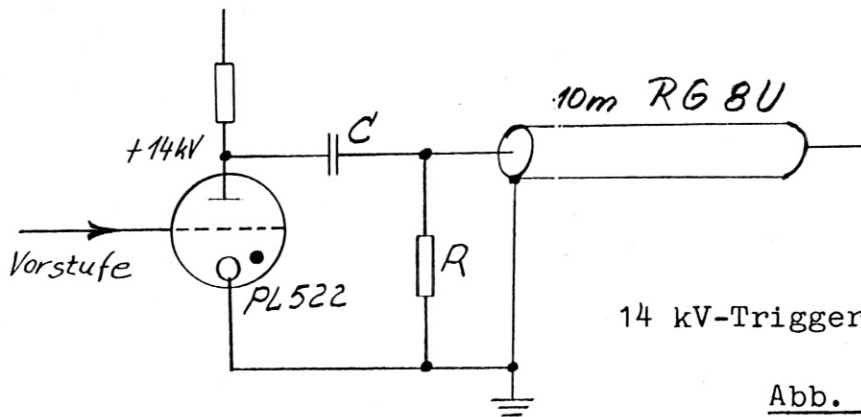 10m RG 8U
C
+14kV
Vorstufe
R
PL522
14 kV-Trigger
Abb.